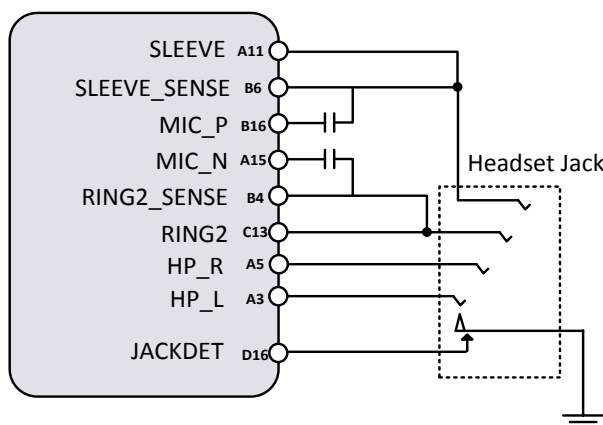 SLEEVE A11
SLEEVE_SENSE B6
MIC_P B16
MIC_N A15
Headset Jack
RING2_SENSE B4
RING2 C13
HP_R A5
HP_L A3
JACKDET D16